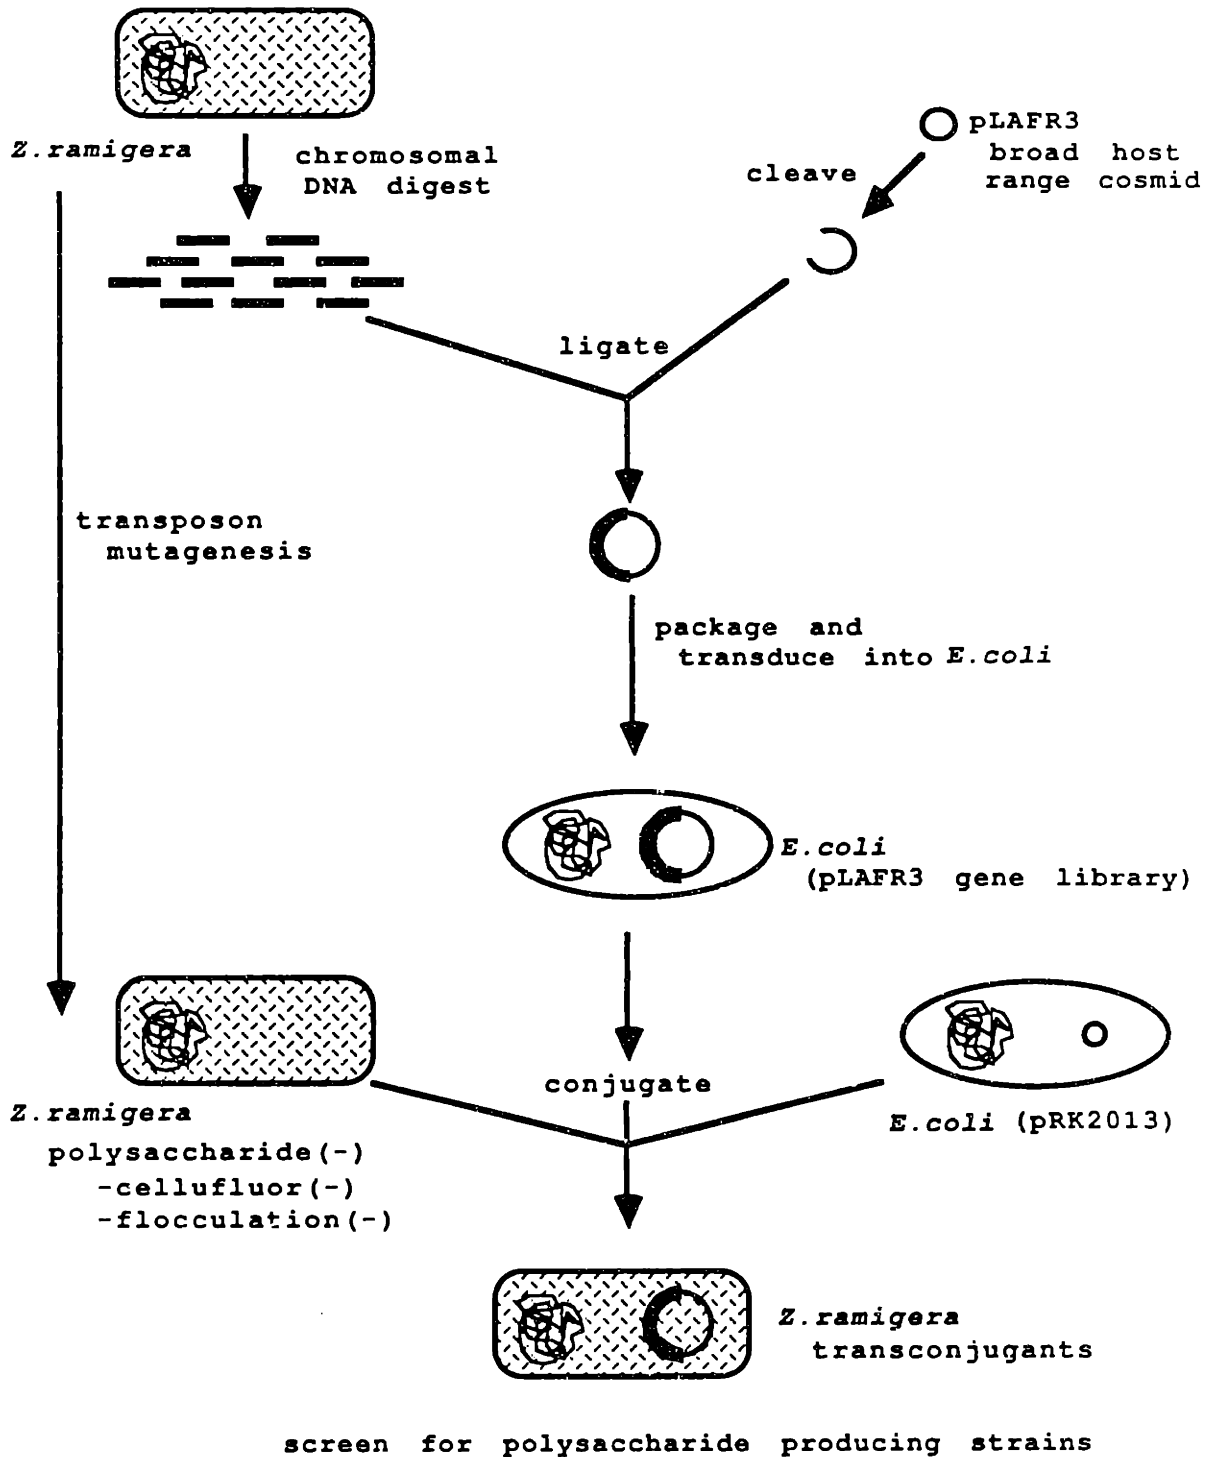 Z.ramigera
chromosomal
DNA digest
pLAFR3
broad host
range cosmid
cleave
ligate
transposon
mutagenesis
package and
transduce into E.coli
E.coli
(pLAFR3 gene library)
conjugate
Z.ramigera
polysaccharide(-)
-cellufluor(-)
-flocculation(-)
E.coli (pRK2013)
Z.ramigera
transconjugants
screen for polysaccharide producing strains